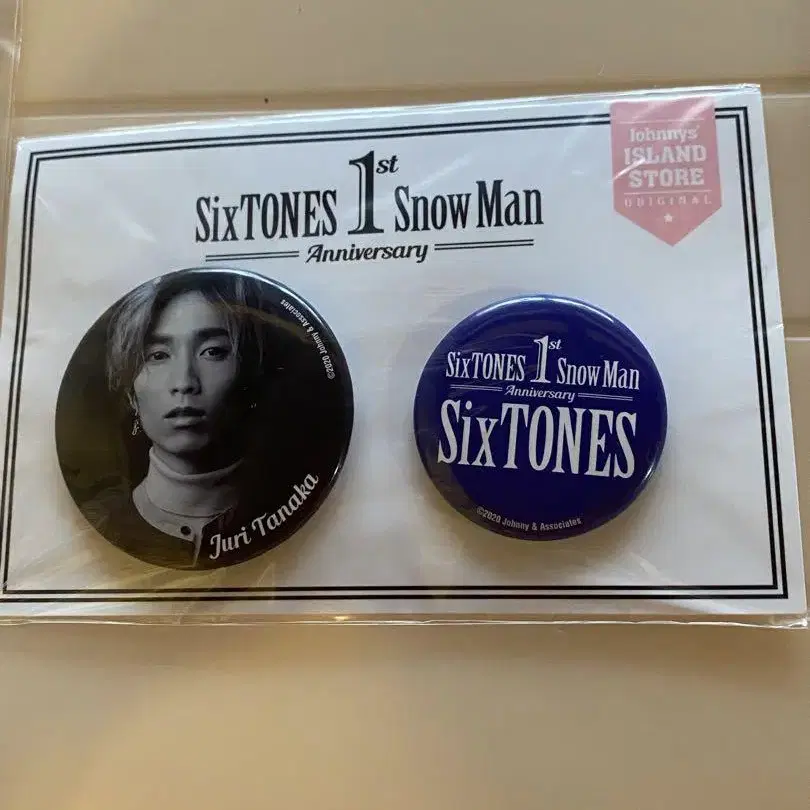 Johnnys'
ISLAND
STORE
ORIGINAL
SixTONES 1st Snow Man
Anniversary
©2020 Johnny & Associates
Juri Tanaka
SixTONES 1st Snow Man
Anniversary
SixTONES
©2020 Johnny & Associates